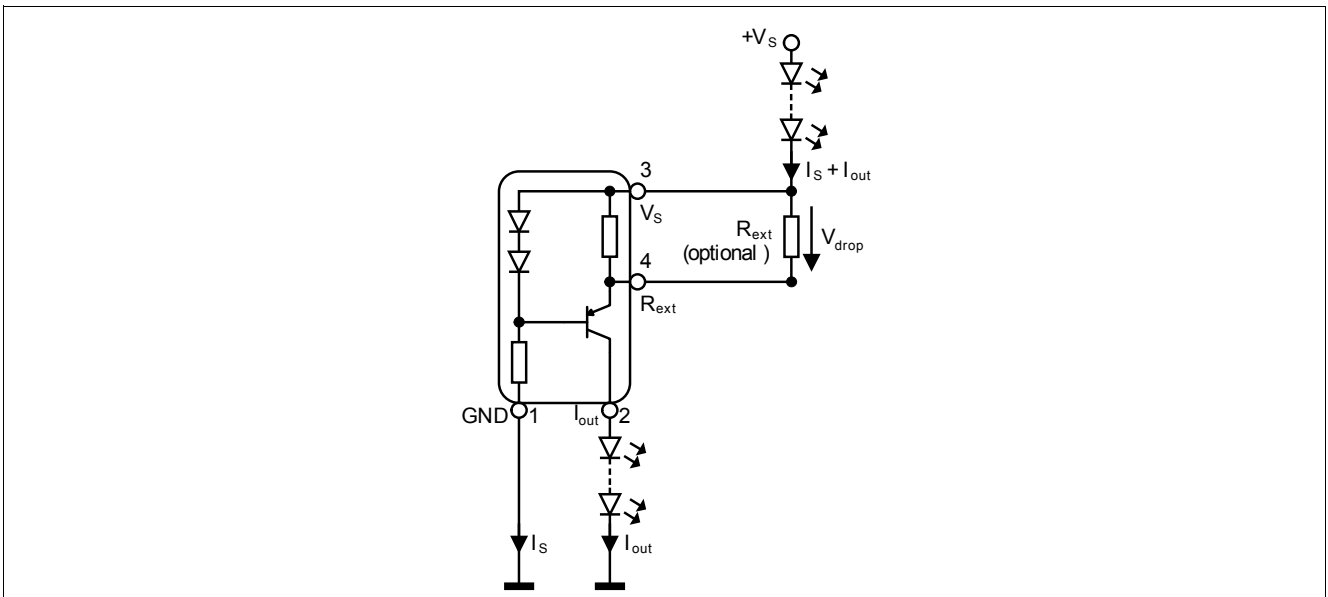 +VS
IS + Iout
3
VS
Rext
(optional )
Vdrop
4
Rext
GND 1
Iout 2
IS
Iout